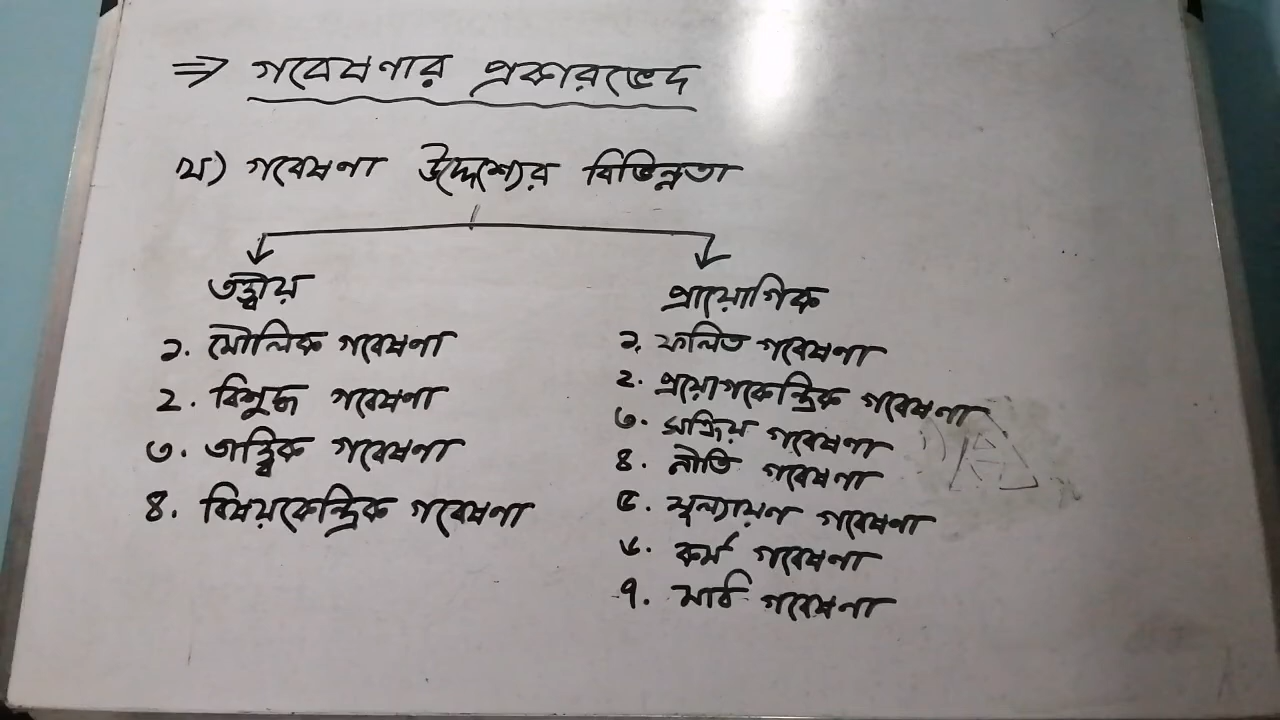 ⇒ গবেষণার প্রকারভেদ
খ) গবেষণা উদ্দেশ্যের বিভিন্নতা
তত্ত্বীয়
১. মৌলিক গবেষণা
২. বিশুদ্ধ গবেষণা
৩. তাত্ত্বিক গবেষণা
৪. বিষয়কেন্দ্রিক গবেষণা
প্রায়োগিক
১. ফলিত গবেষণা
২. প্রয়োগকেন্দ্রিক গবেষণা
৩. সক্রিয় গবেষণা
৪. নীতি গবেষণা
৫. মূল্যায়ণ গবেষণা
৬. কর্ম গবেষণা
৭. গবেষণা